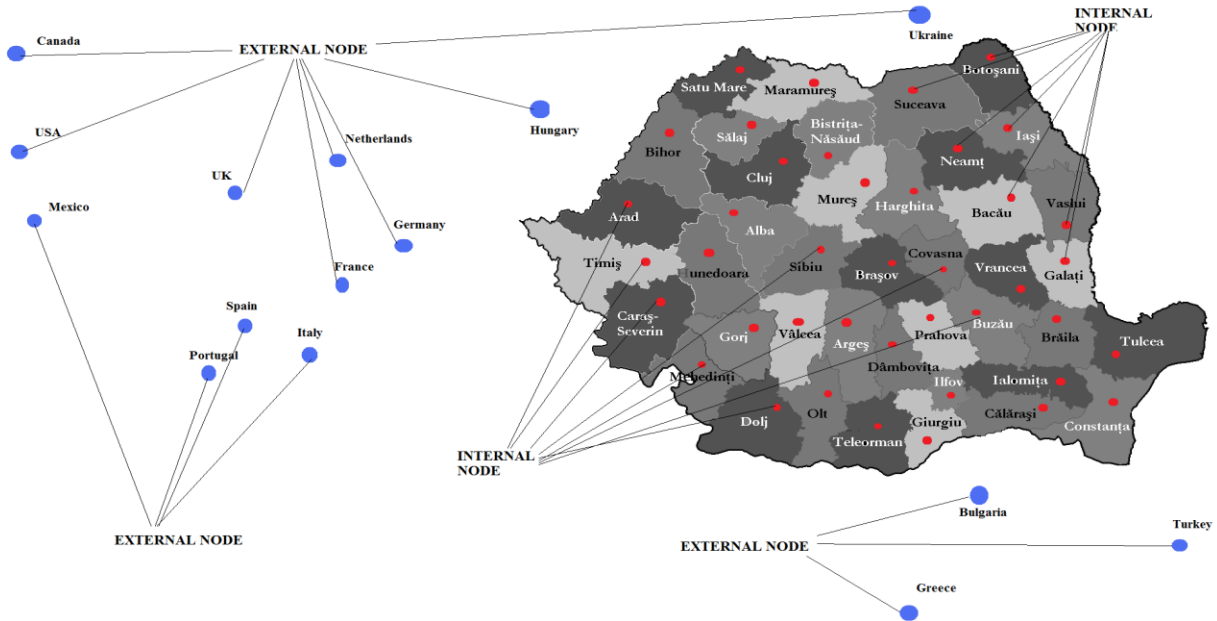 INTERNAL
NODE
Ukraine
Canada
EXTERNAL NODE
Botoşani
Satu Mare
Maramureş
Suceava
Hungary
USA
Netherlands
Sălaj
Bistriţa-
Năsăud
Iaşi
Bihor
Neamţ
UK
Cluj
Mexico
Mureş
Harghita
Bacău
Vaslui
Arad
Alba
Germany
Timiş
unedoara
Sibiu
Braşov
Covasna
Vrancea
Galaţi
France
Spain
Caraş-
Severin
Italy
Gorj
Vâlcea
Argeş
Prahova
Buzău
Brăila
Tulcea
Portugal
Mehedinţi
Dâmboviţa
Ilfov
Ialomiţa
Dolj
Olt
Giurgiu
Călăraşi
Constanţa
Teleorman
INTERNAL
NODE
Bulgaria
Turkey
EXTERNAL NODE
EXTERNAL NODE
Greece